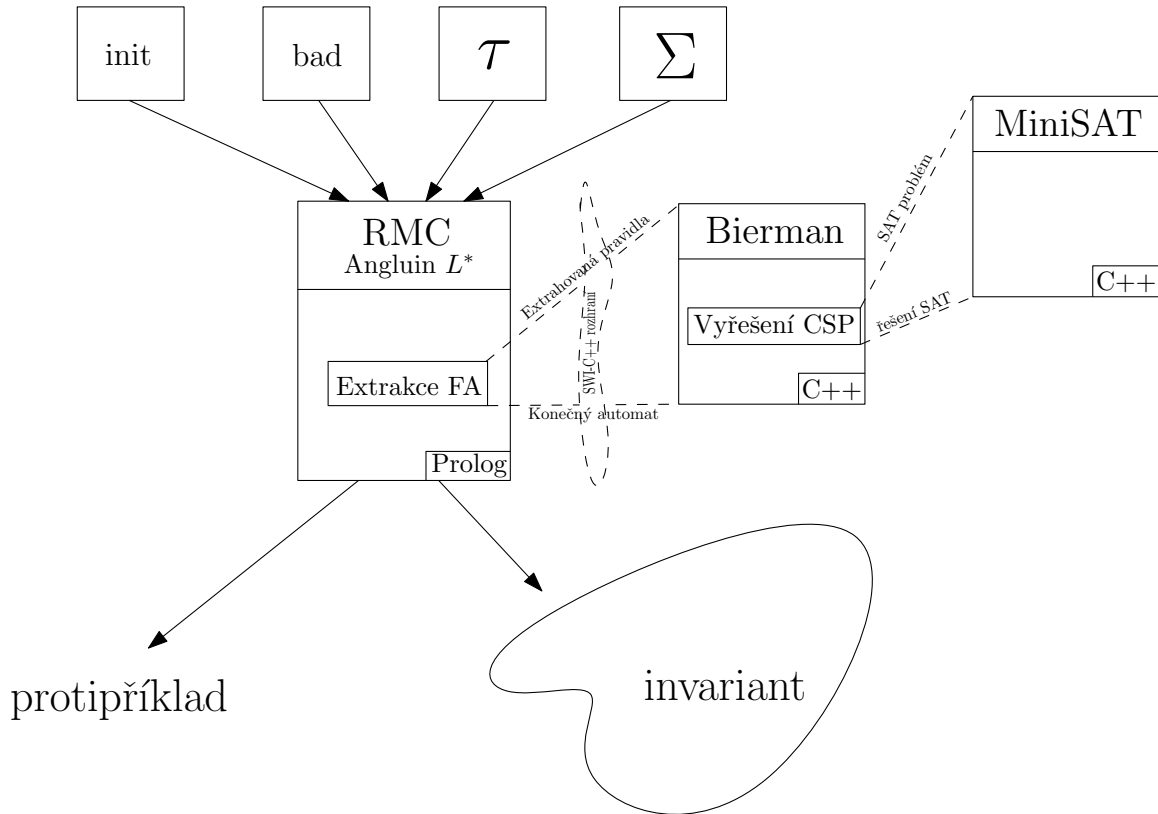 init
bad
τ
Σ
MiniSAT
C++
SAT problém
řešení SAT
RMC
Angluin L*
Extrakce FA
Prolog
Extrahovaná pravidla
SWI-C++ rozhraní
Konečný automat
Bierman
Vyřešení CSP
C++
protipříklad
invariant